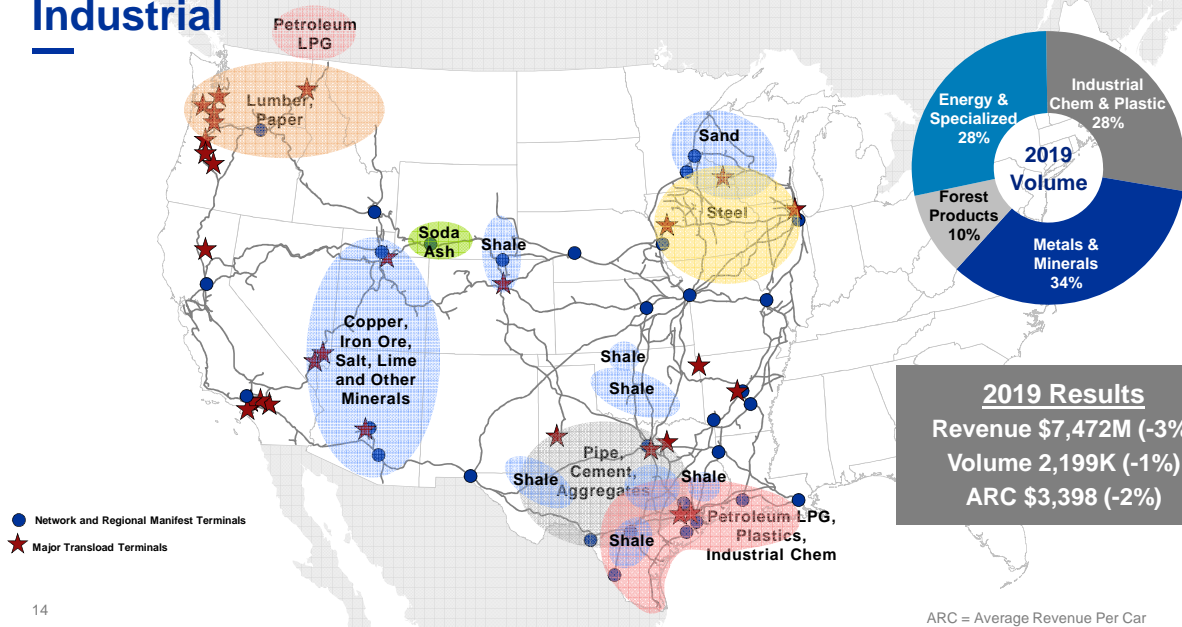 Industrial
Petroleum
LPG
Lumber,
Paper
Sand
Steel
Soda
Ash
Shale
Copper,
Iron Ore,
Salt, Lime
and Other
Minerals
Shale
Shale
Pipe,
Cement,
Aggregates
Shale
Shale
Shale
Petroleum LPG,
Plastics,
Industrial Chem
Network and Regional Manifest Terminals
Major Transload Terminals
Energy &
Specialized
28%
Industrial
Chem & Plastic
28%
2019
Volume
Forest
Products
10%
Metals &
Minerals
34%
2019 Results
Revenue $7,472M (-3%
Volume 2,199K (-1%)
ARC $3,398 (-2%)
14
ARC = Average Revenue Per Car